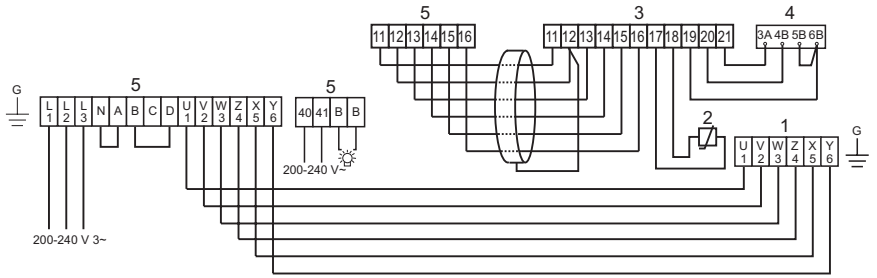 5 3 4
11 12 13 14 15 16
11 12 13 14 15 16 17 18 19 20 21
3A 4B 5B 6B
G
5
5
L1 L2 L3 N A B C D U1 V2 W3 Z4 X5 Y6
40 41 B B
200-240 V~
2
1
U1 V2 W3 Z4 X5 Y6
G
200-240 V 3~